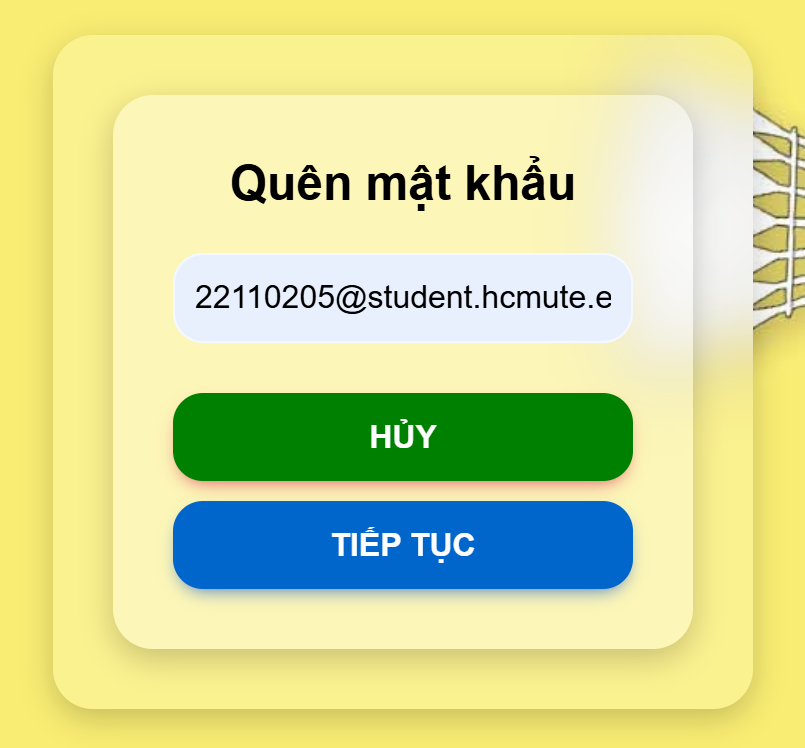 Quên mật khẩu
22110205@student.hcmute.e
HỦY
TIẾP TỤC